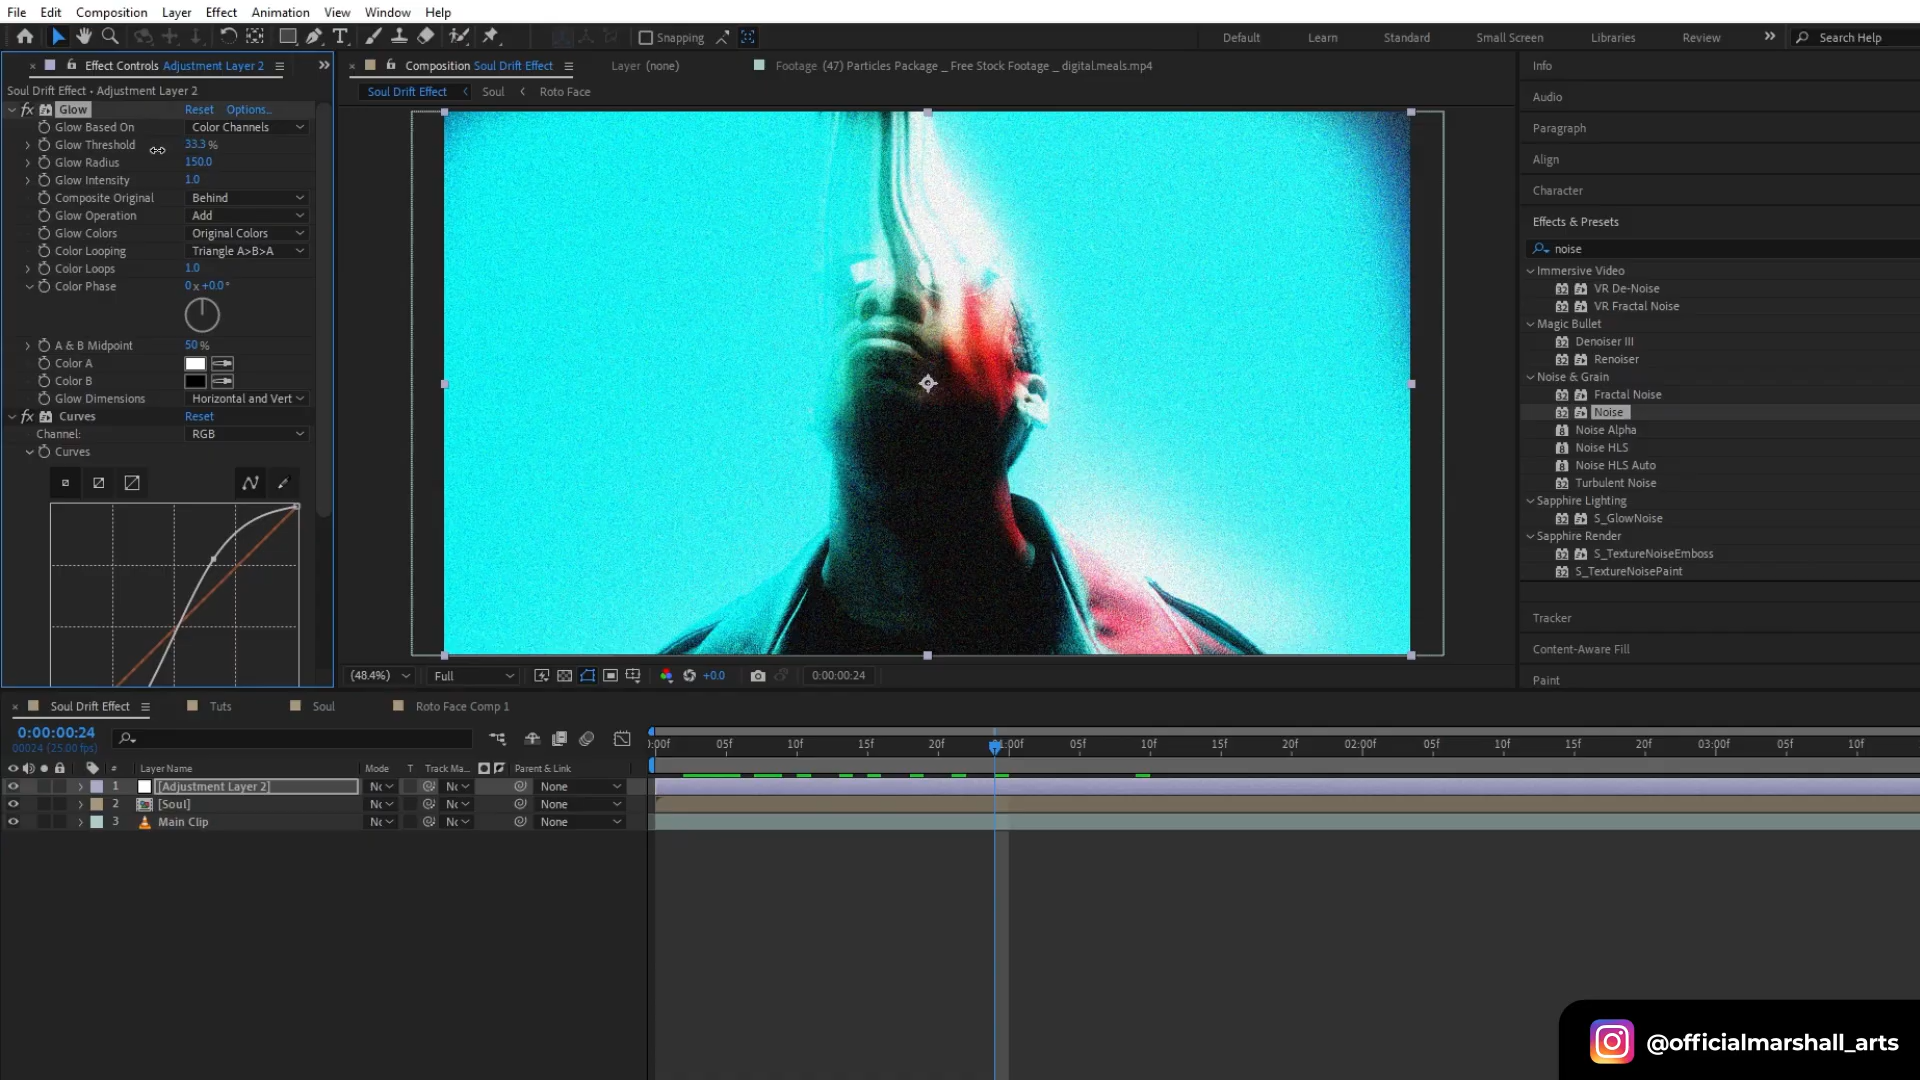 File Edit Composition Layer Effect Animation View Window Help
Snapping Default Learn Standard Small Screen Libraries Review Search Help
Effect Controls Adjustment Layer 2
Composition Soul Drift Effect Layer (none) Footage (47) Particles Package _ Free Stock Footage _ digital.meals.mp4
Soul Drift Effect • Adjustment Layer 2
Soul Drift Effect Soul Roto Face
fx Glow Reset Options...
Glow Based On Color Channels
Glow Threshold 33.3 %
Glow Radius 150.0
Glow Intensity 1.0
Composite Original Behind
Glow Operation Add
Glow Colors Original Colors
Color Looping Triangle A>B>A
Color Loops 1.0
Color Phase 0 x +0.0 °
A & B Midpoint 50 %
Color A
Color B
Glow Dimensions Horizontal and Vert
fx Curves Reset
Channel: RGB
Curves
Info
Audio
Paragraph
Align
Character
Effects & Presets
noise
Immersive Video
VR De-Noise
VR Fractal Noise
Magic Bullet
Denoiser III
Renoiser
Noise & Grain
Fractal Noise
Noise
Noise Alpha
Noise HLS
Noise HLS Auto
Turbulent Noise
Sapphire Lighting
S_GlowNoise
Sapphire Render
S_TextureNoiseEmboss
S_TextureNoisePaint
Tracker
Content-Aware Fill
Paint
(48.4%) Full +0.0 0:00:00:24
Soul Drift Effect Tuts Soul Roto Face Comp 1
0:00:00:24
00024 (25.00 fps)
:00f 05f 10f 15f 20f 1:00f 05f 10f 15f 20f 02:00f 05f 10f 15f 20f 03:00f 05f 10f
# Layer Name Mode T Track Ma... Parent & Link
1 [Adjustment Layer 2] None
2 [Soul] None
3 Main Clip None
@officialmarshall_arts